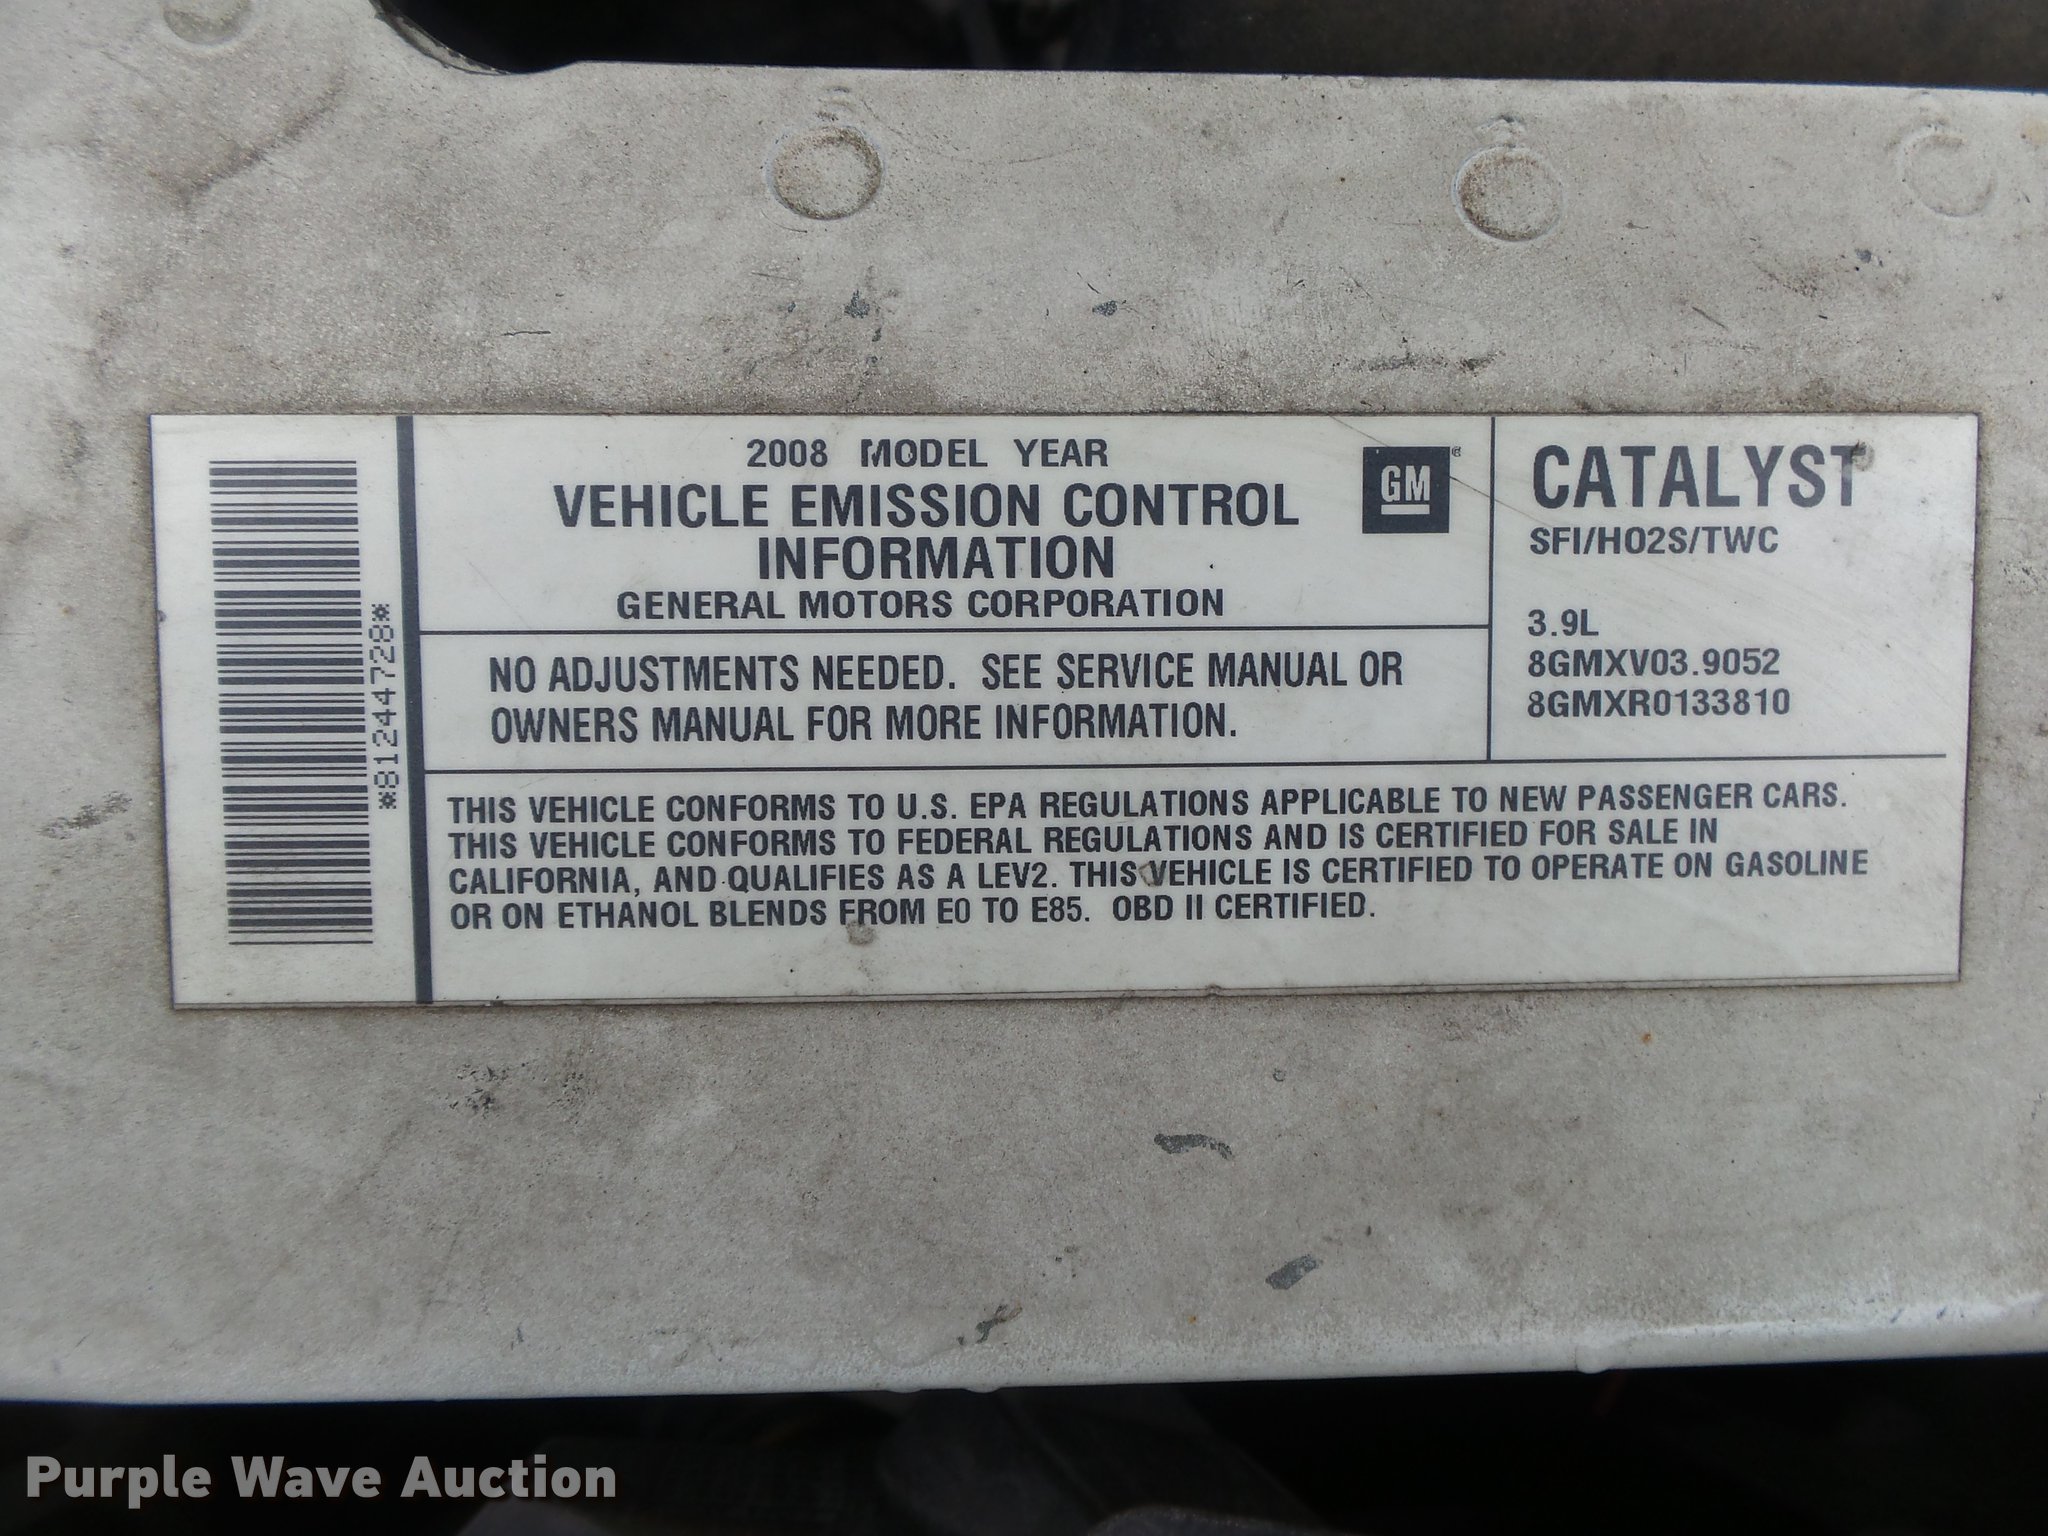 *81244728*
2008 MODEL YEAR
VEHICLE EMISSION CONTROL
INFORMATION
GENERAL MOTORS CORPORATION
GM®
CATALYST
SFI/HO2S/TWC
3.9L
8GMXV03.9052
8GMXR0133810
NO ADJUSTMENTS NEEDED. SEE SERVICE MANUAL OR
OWNERS MANUAL FOR MORE INFORMATION.
THIS VEHICLE CONFORMS TO U.S. EPA REGULATIONS APPLICABLE TO NEW PASSENGER CARS.
THIS VEHICLE CONFORMS TO FEDERAL REGULATIONS AND IS CERTIFIED FOR SALE IN
CALIFORNIA, AND QUALIFIES AS A LEV2. THIS VEHICLE IS CERTIFIED TO OPERATE ON GASOLINE
OR ON ETHANOL BLENDS FROM E0 TO E85. OBD II CERTIFIED.
Purple Wave Auction